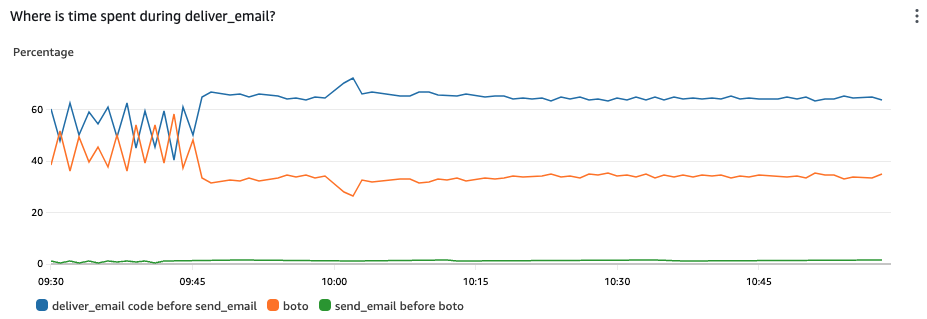 Where is time spent during deliver_email?
Percentage
60
40
20
0
09:30 09:45 10:00 10:15 10:30 10:45
deliver_email code before send_email boto send_email before boto